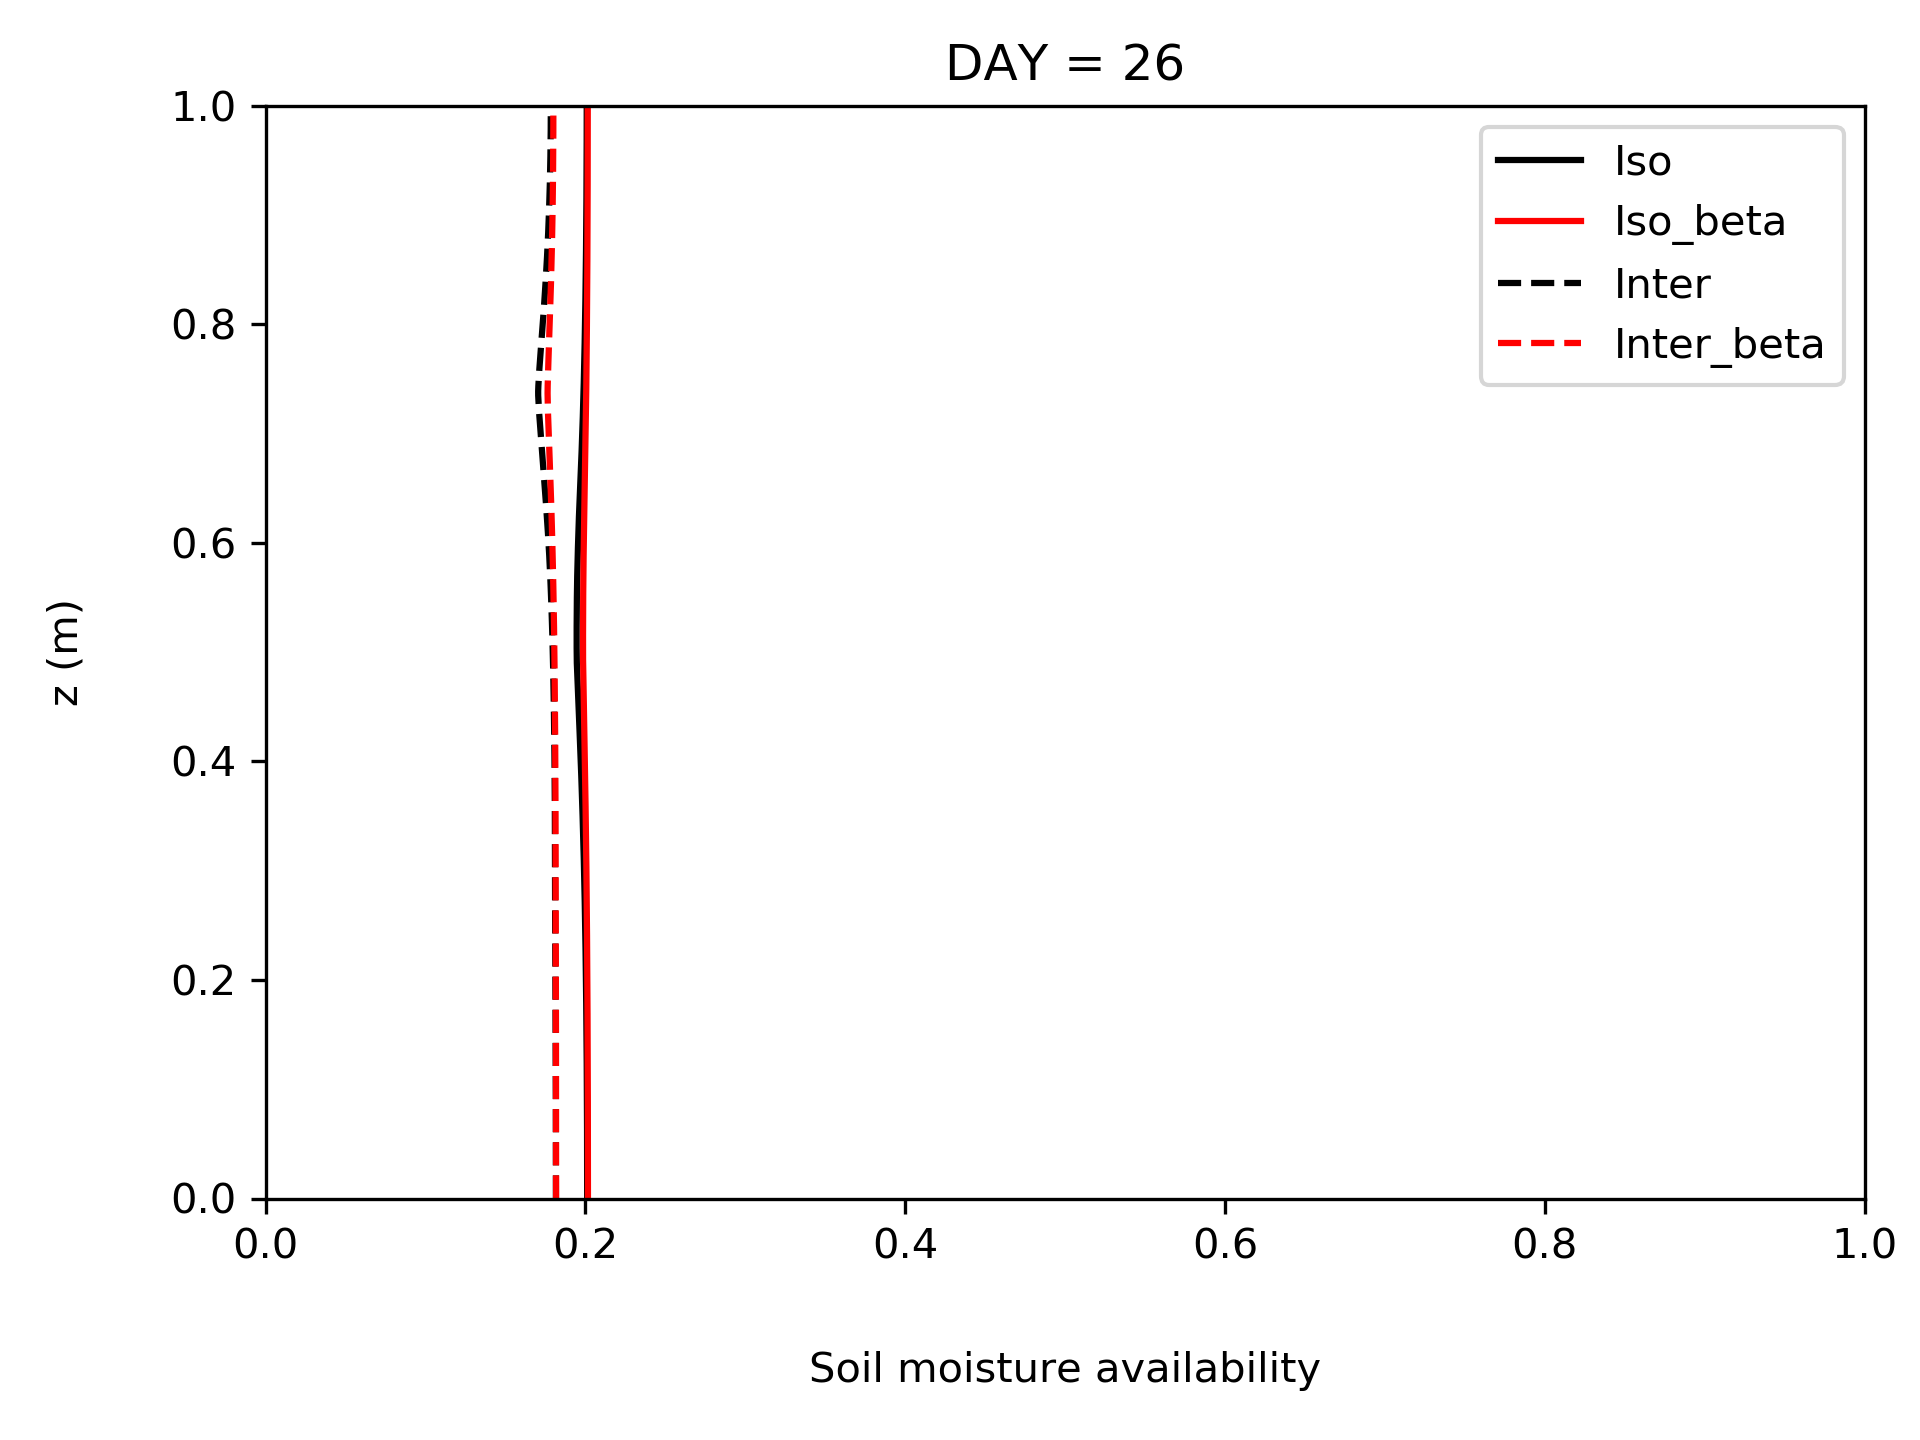 DAY = 26
1.0
0.8
0.6
0.4
0.2
0.0
z (m)
Iso
Iso_beta
Inter
Inter_beta
0.0 0.2 0.4 0.6 0.8 1.0
Soil moisture availability